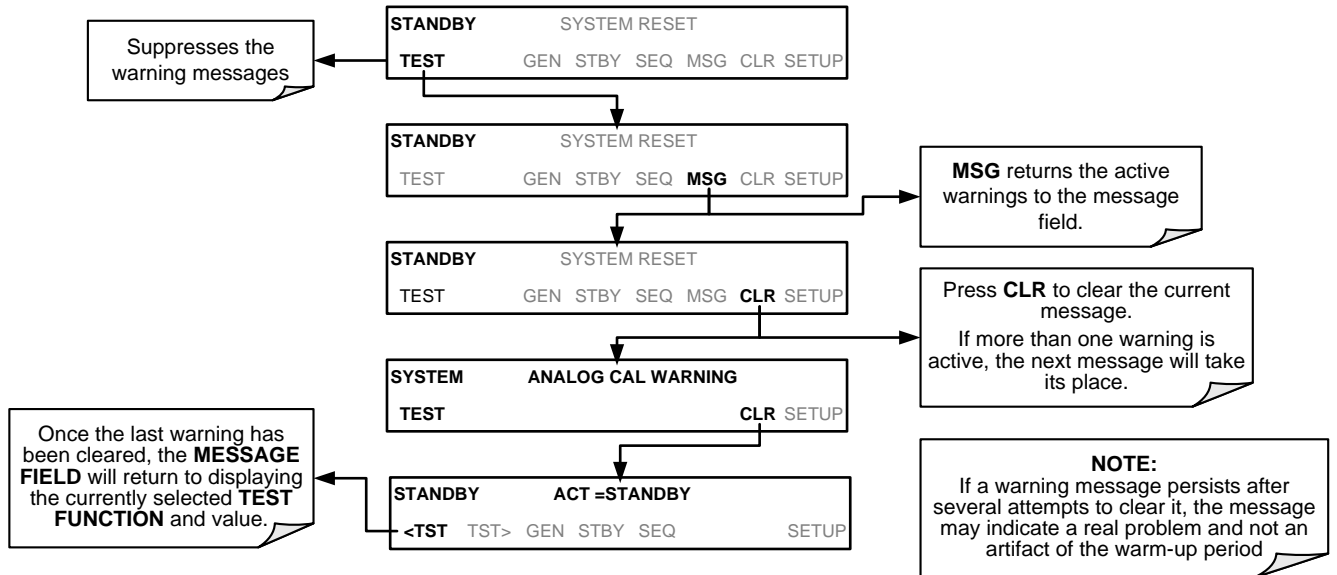 STANDBY SYSTEM RESET
TEST GEN STBY SEQ MSG CLR SETUP
Suppresses the
warning messages
STANDBY SYSTEM RESET
TEST GEN STBY SEQ MSG CLR SETUP
MSG returns the active
warnings to the message
field.
STANDBY SYSTEM RESET
TEST GEN STBY SEQ MSG CLR SETUP
Press CLR to clear the current
message.
If more than one warning is
active, the next message will take
its place.
SYSTEM ANALOG CAL WARNING
TEST CLR SETUP
Once the last warning has
been cleared, the MESSAGE
FIELD will return to displaying
the currently selected TEST
FUNCTION and value.
STANDBY ACT =STANDBY
<TST TST> GEN STBY SEQ SETUP
NOTE:
If a warning message persists after
several attempts to clear it, the message
may indicate a real problem and not an
artifact of the warm-up period